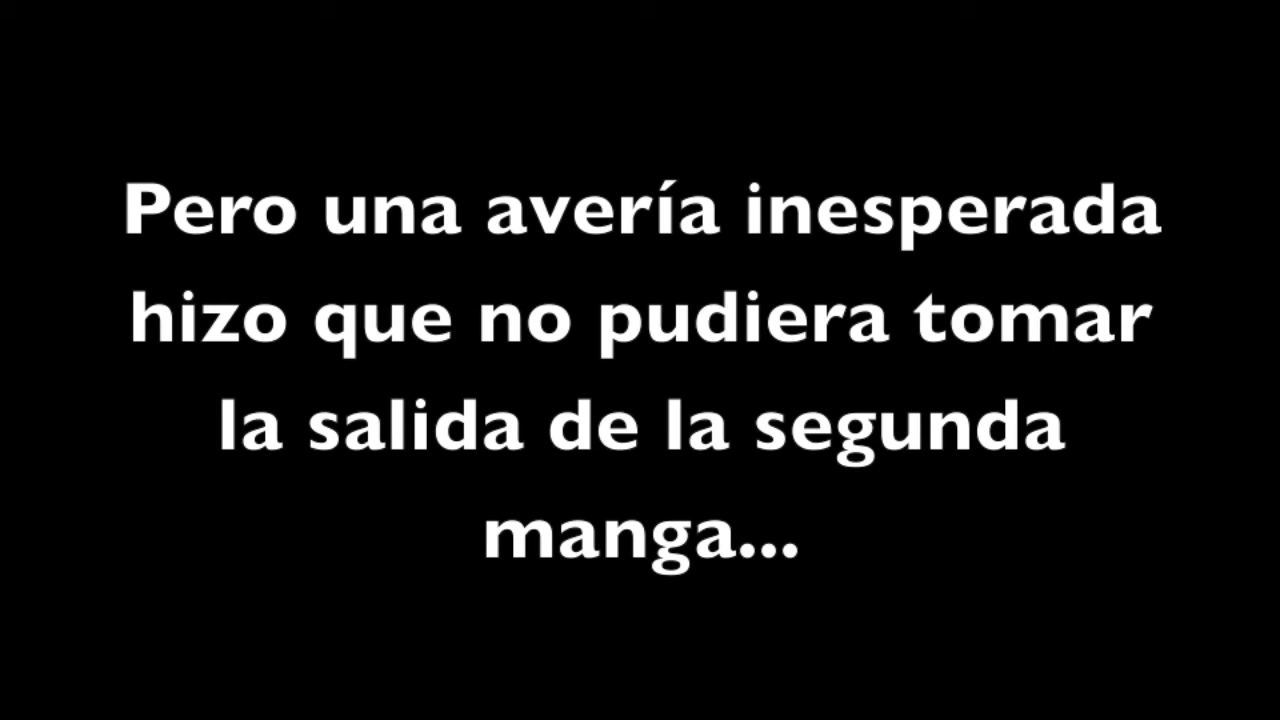 Pero una avería inesperada
hizo que no pudiera tomar
la salida de la segunda
manga...